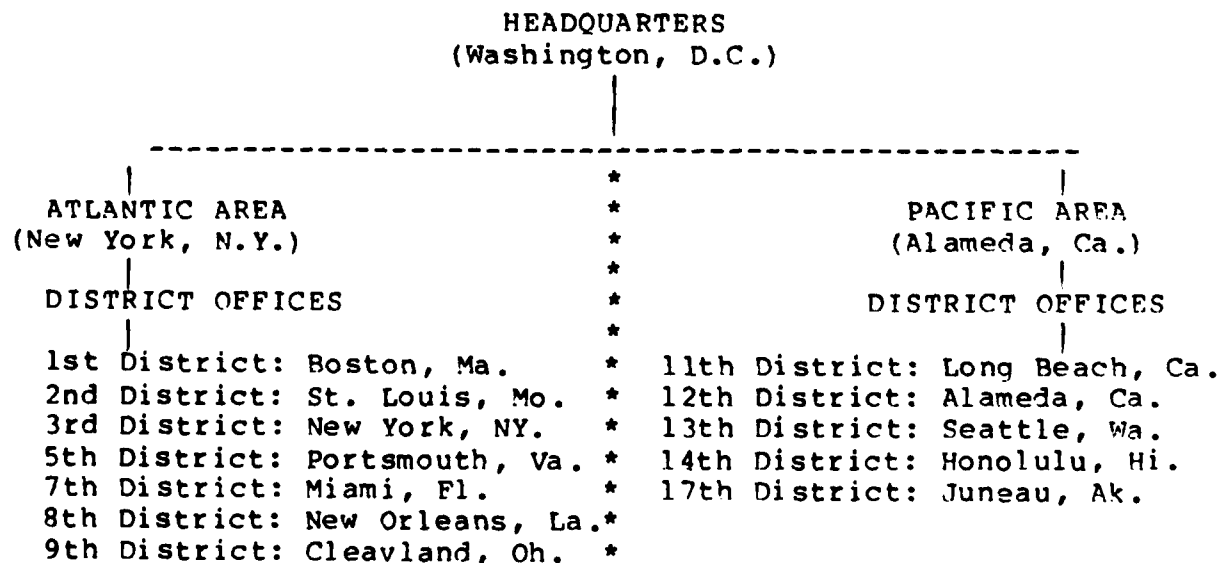 HEADQUARTERS
(Washington, D.C.)
ATLANTIC AREA
(New York, N.Y.)
DISTRICT OFFICES
1st District: Boston, Ma.
2nd District: St. Louis, Mo.
3rd District: New York, NY.
5th District: Portsmouth, Va.
7th District: Miami, Fl.
8th District: New Orleans, La.
9th District: Cleavland, Oh.
PACIFIC AREA
(Alameda, Ca.)
DISTRICT OFFICES
11th District: Long Beach, Ca.
12th District: Alameda, Ca.
13th District: Seattle, Wa.
14th District: Honolulu, Hi.
17th District: Juneau, Ak.